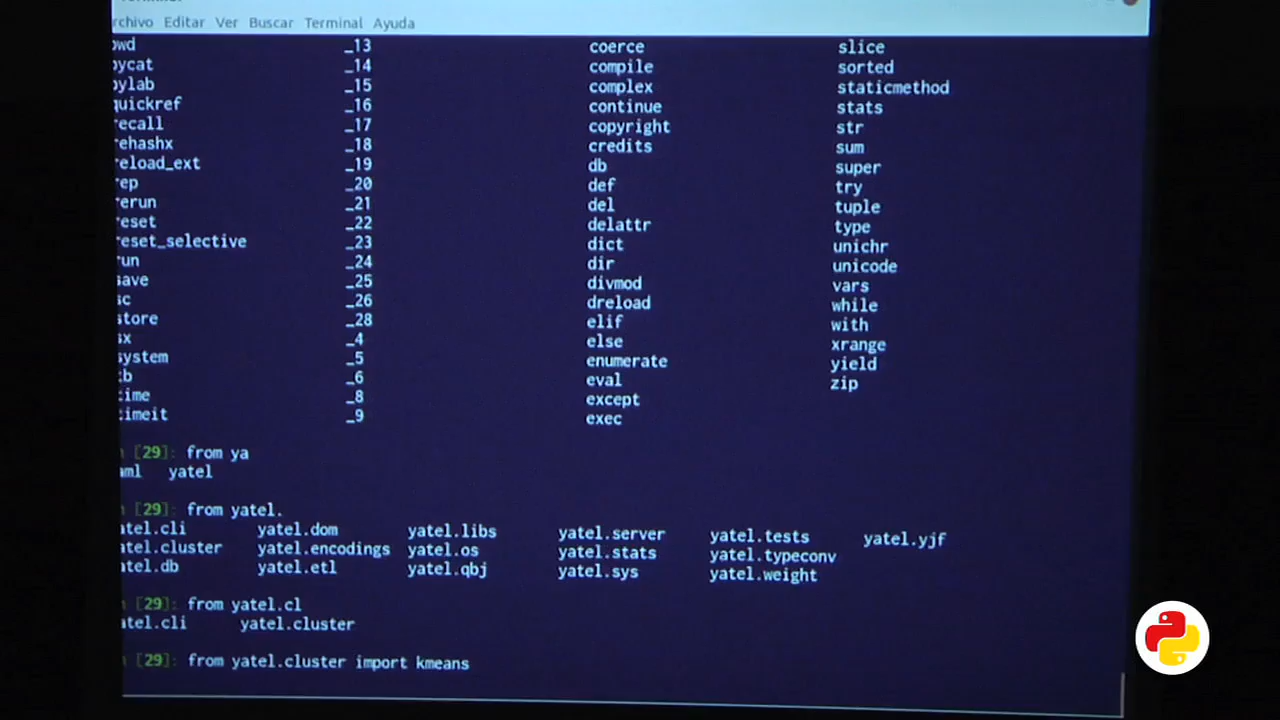 rchivo Editar Ver Buscar Terminal Ayuda
owd _13 coerce slice
pycat _14 compile sorted
pylab _15 complex staticmethod
quickref _16 continue stats
recall _17 copyright str
rehashx _18 credits sum
reload_ext _19 db super
rep _20 def try
rerun _21 del tuple
reset _22 delattr type
reset_selective _23 dict unichr
run _24 dir unicode
save _25 divmod vars
sc _26 dreload while
store _28 elif with
sx _4 else xrange
system _5 enumerate yield
tb _6 eval zip
time _8 except
timeit _9 exec
n [29]: from ya
aml yatel
n [29]: from yatel.
atel.cli yatel.dom yatel.libs yatel.server yatel.tests yatel.yjf
atel.cluster yatel.encodings yatel.os yatel.stats yatel.typeconv
atel.db yatel.etl yatel.qbj yatel.sys yatel.weight
n [29]: from yatel.cl
atel.cli yatel.cluster
n [29]: from yatel.cluster import kmeans